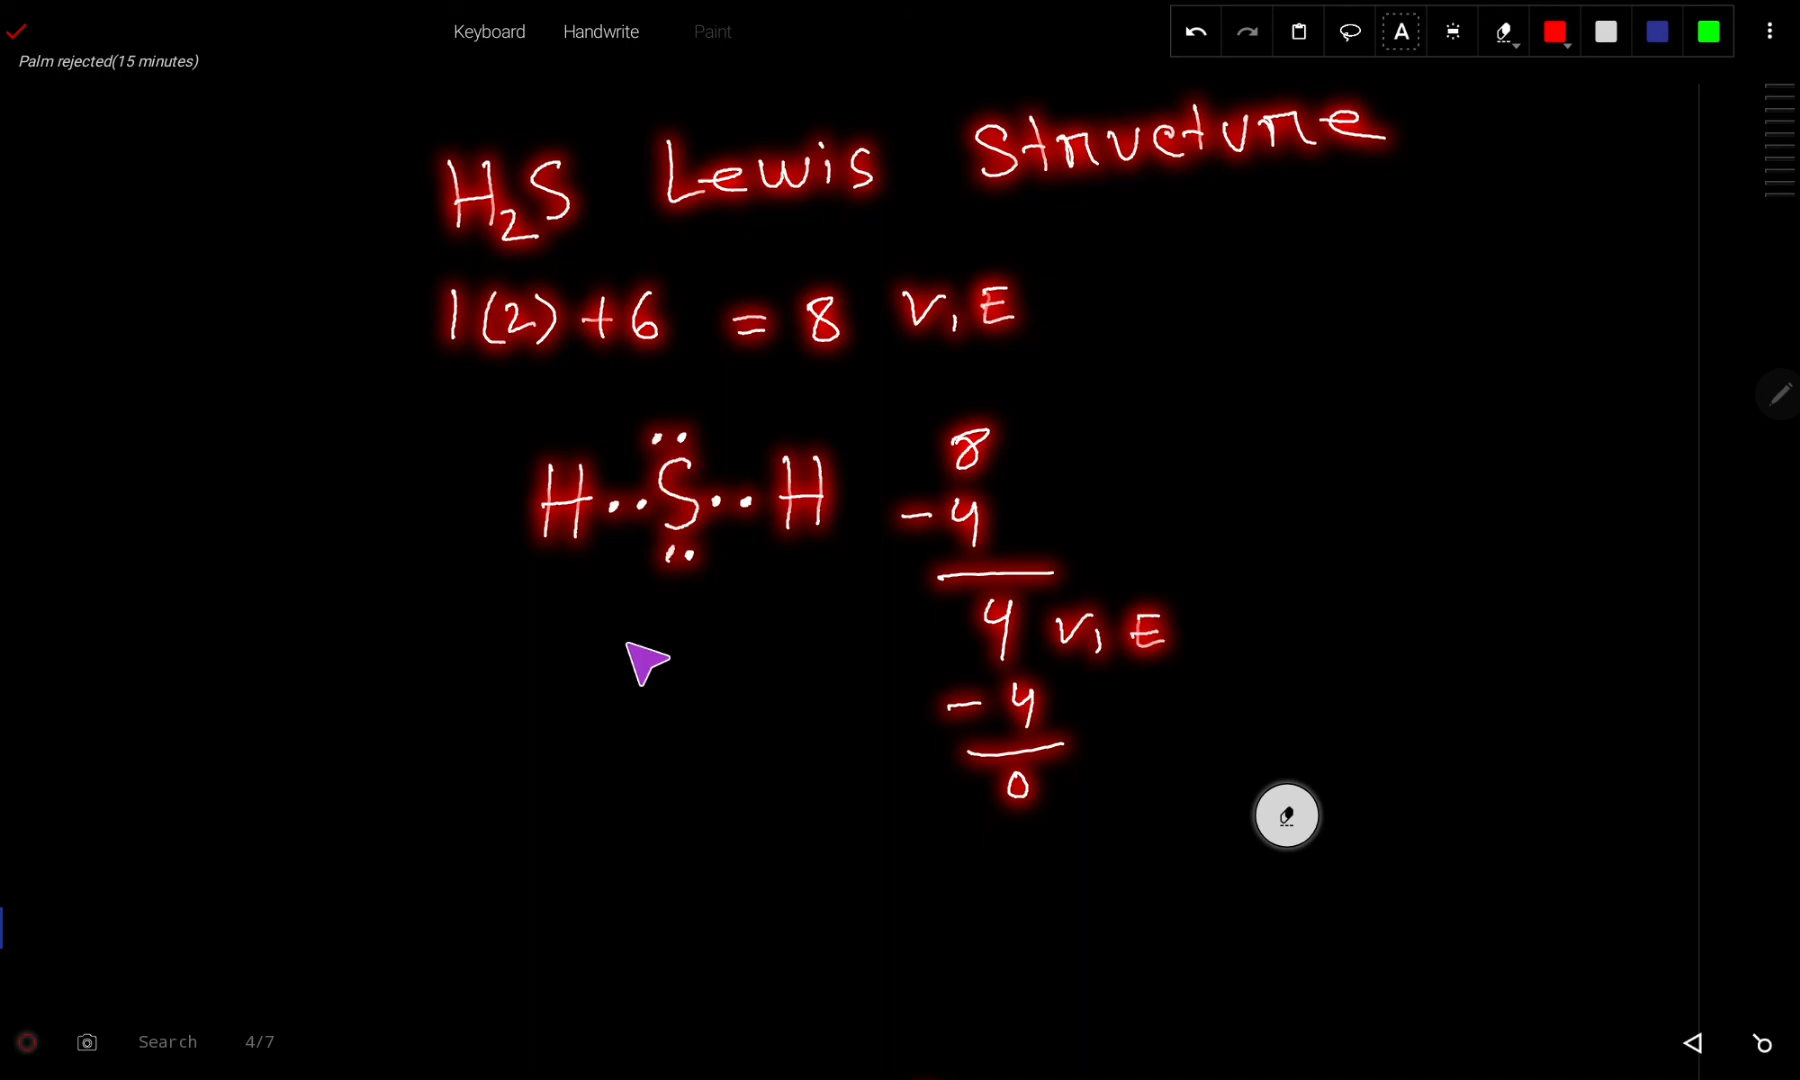 Keyboard Handwrite Paint
Palm rejected(15 minutes)
A
H2S Lewis Structure
1(2)+6 = 8 V, E
H··S··H
8
-4
4 V, E
-4
0
Search 4/7